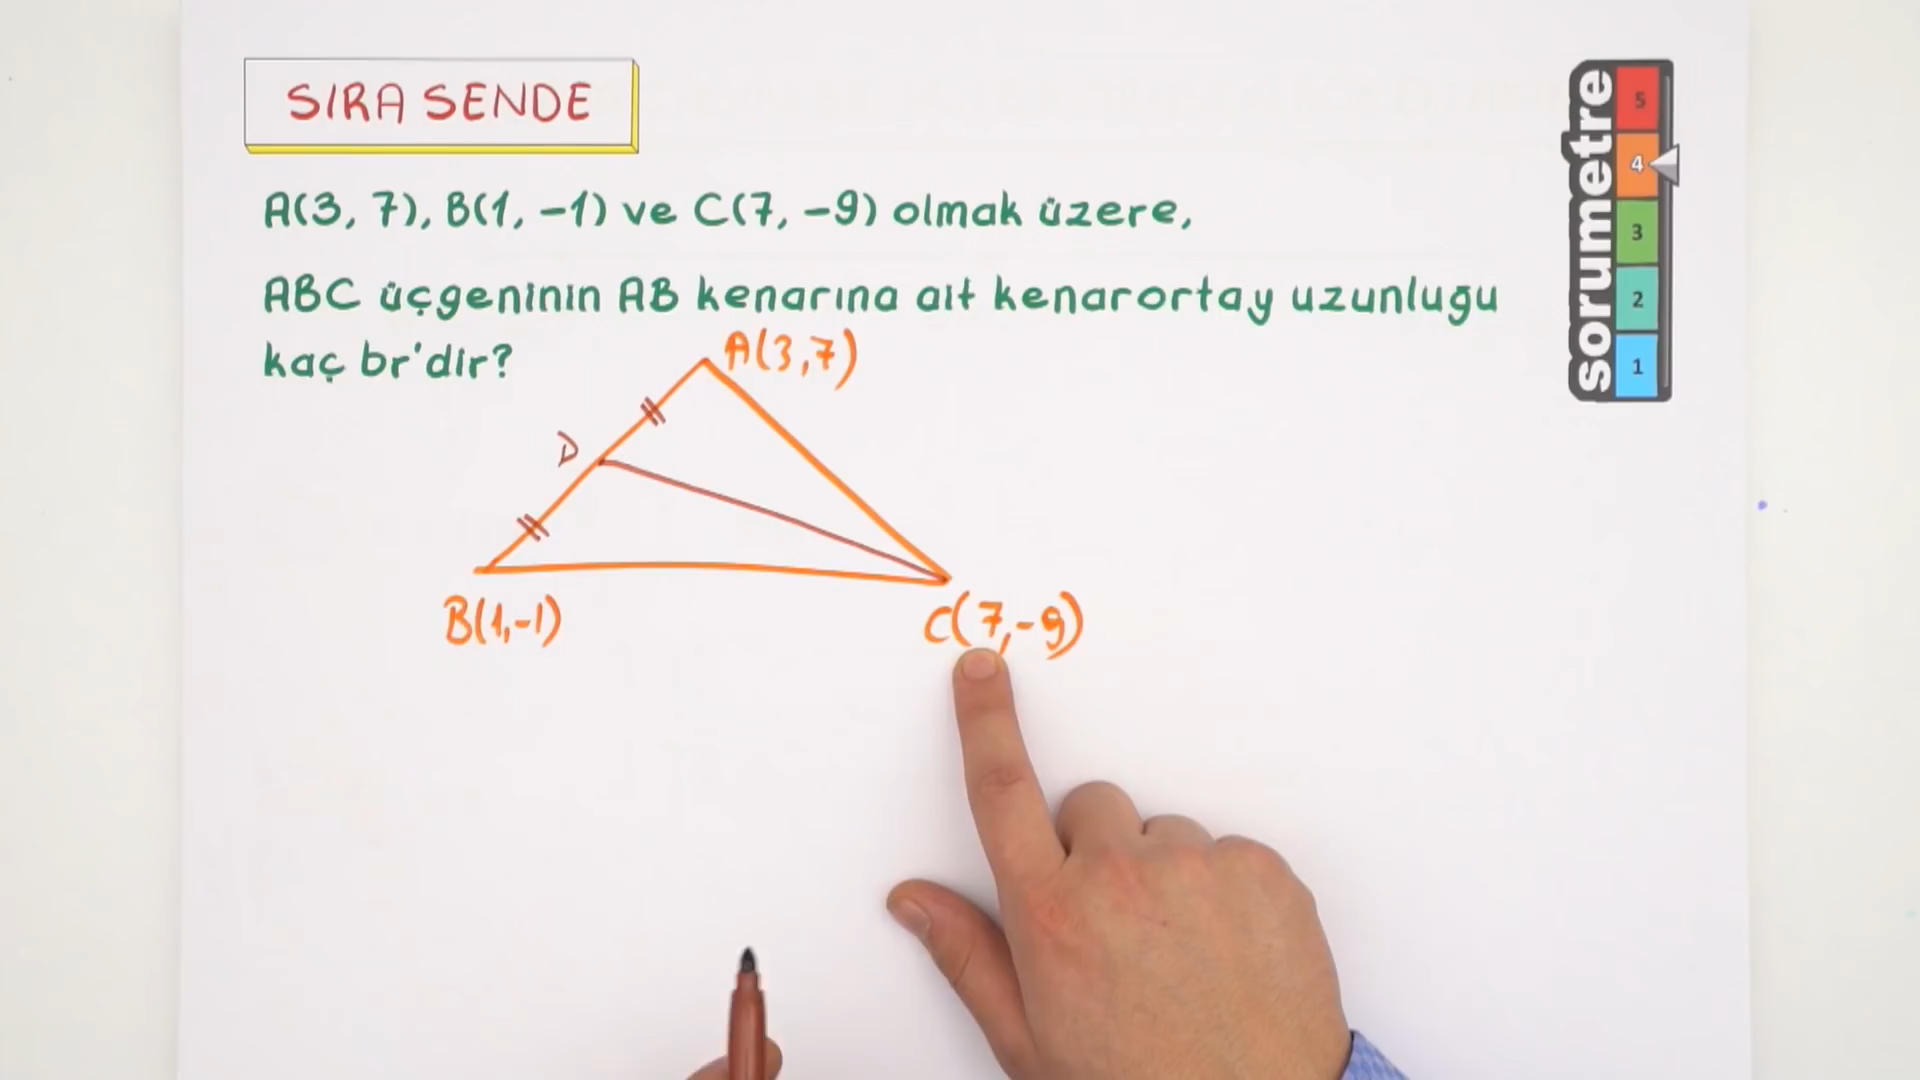 SIRA SENDE
A(3, 7), B(1, -1) ve C(7, -9) olmak üzere,
ABC üçgeninin AB kenarına ait kenarortay uzunluğu
kaç br'dir?
A(3,7)
D
B(1,-1)
C(7,-9)
sorumetre
5
4
3
2
1